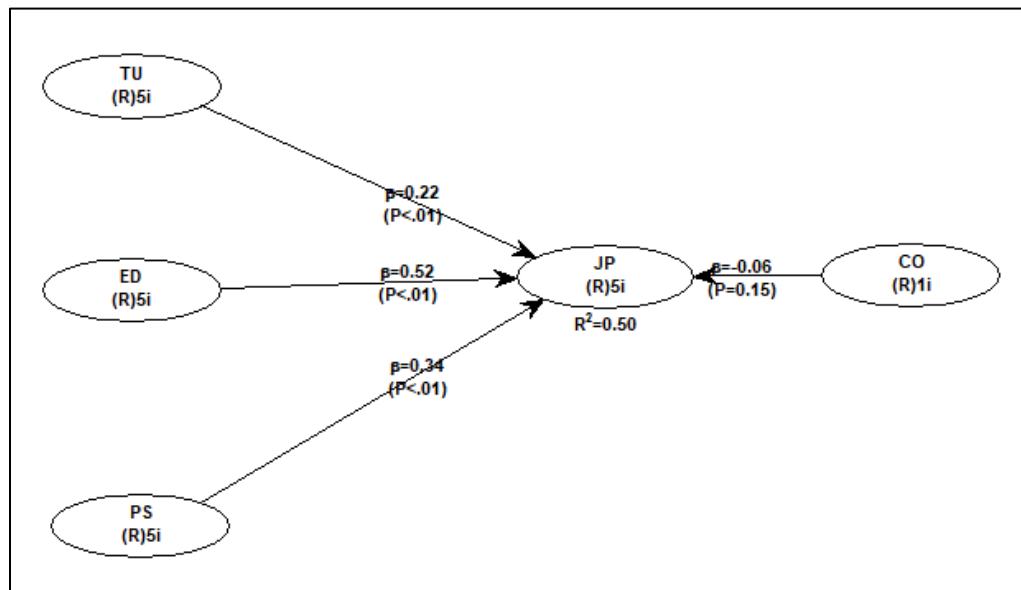 TU
(R)5i
β=0.22
(P<.01)
ED
(R)5i
β=0.52
(P<.01)
JP
(R)5i
R²=0.50
β=-0.06
(P=0.15)
CO
(R)1i
β=0.34
(P<.01)
PS
(R)5i